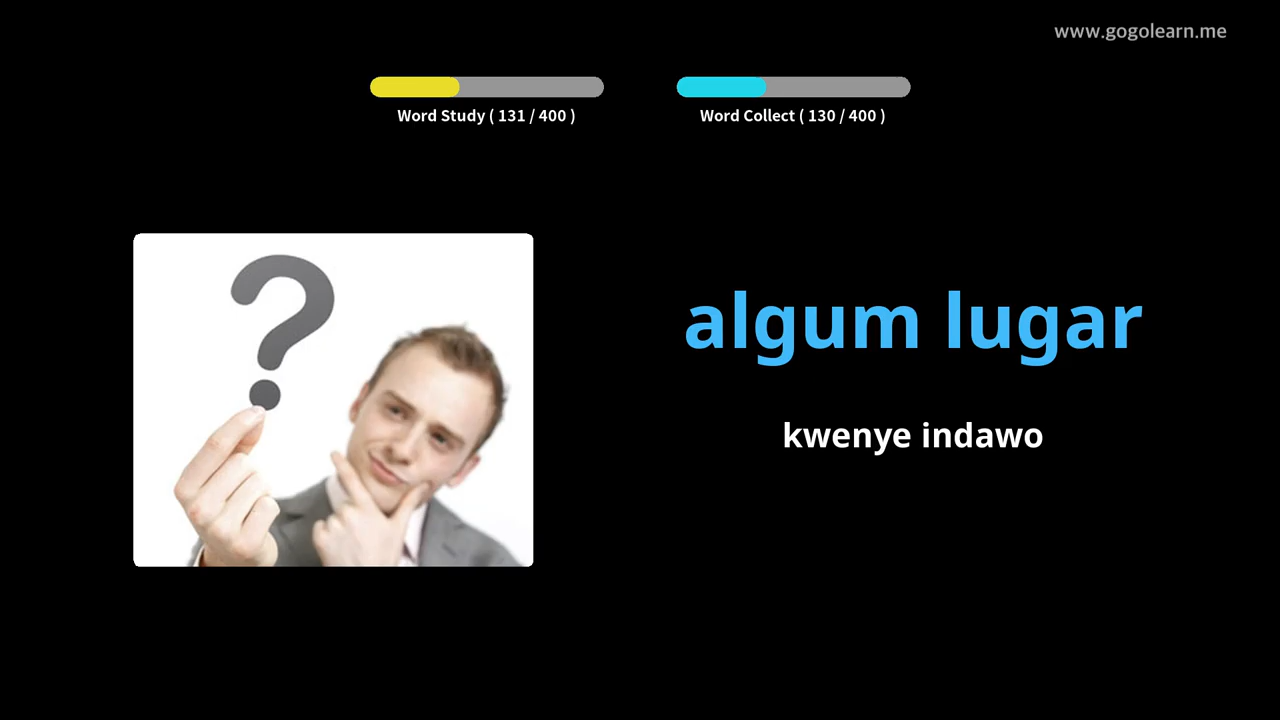 www.gogolearn.me
Word Study ( 131 / 400 )
Word Collect ( 130 / 400 )
algum lugar
kwenye indawo